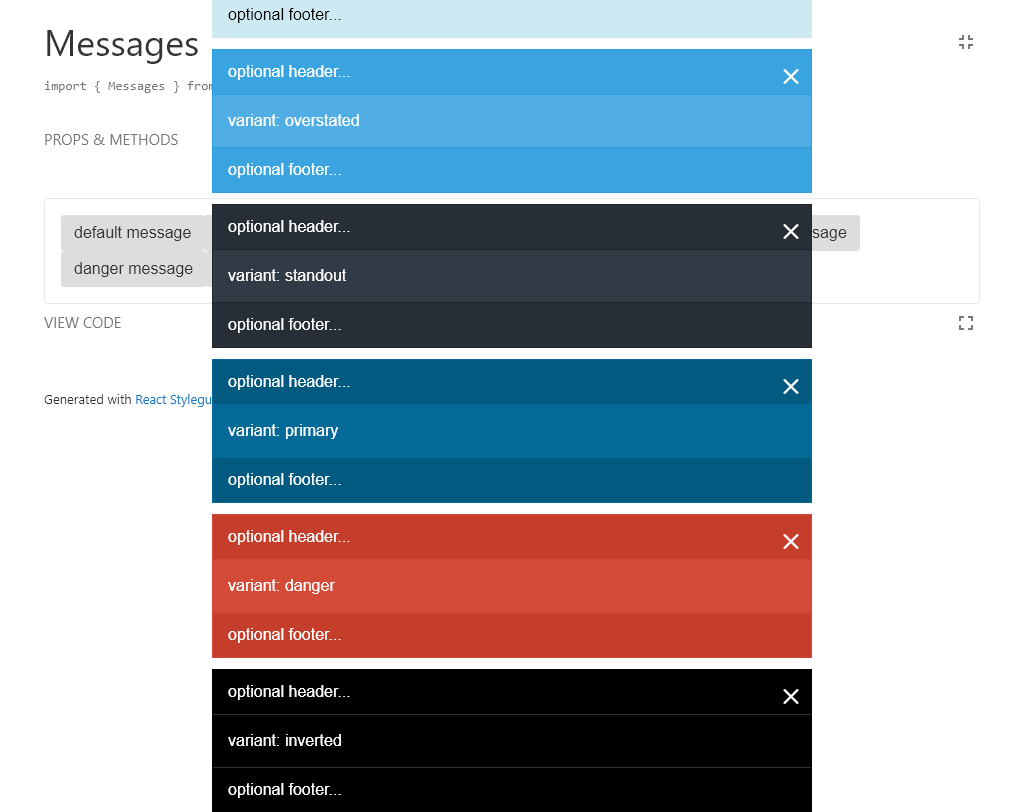 Messages
import { Messages } from
PROPS & METHODS
default message
sage
danger message
VIEW CODE
Generated with React Stylegu
optional footer...
optional header...
variant: overstated
optional footer...
optional header...
variant: standout
optional footer...
optional header...
variant: primary
optional footer...
optional header...
variant: danger
optional footer...
optional header...
variant: inverted
optional footer...